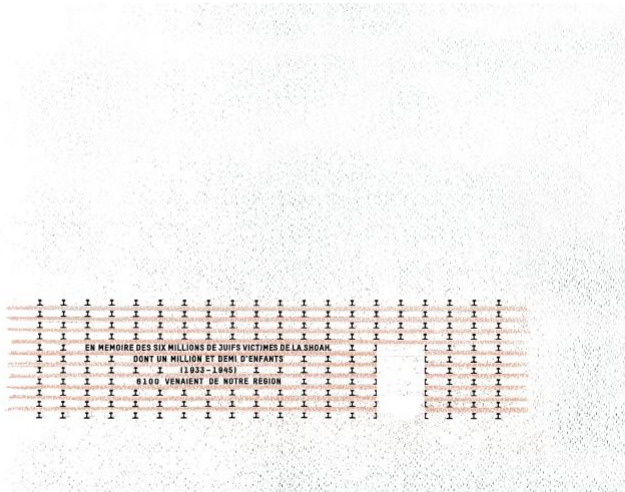 EN MEMOIRE DES SIX MILLIONS DE JUIFS VICTIMES DE LA SHOAH,
DONT UN MILLION ET DEMI D'ENFANTS
(1933-1945)
6100 VENAIENT DE NOTRE REGION